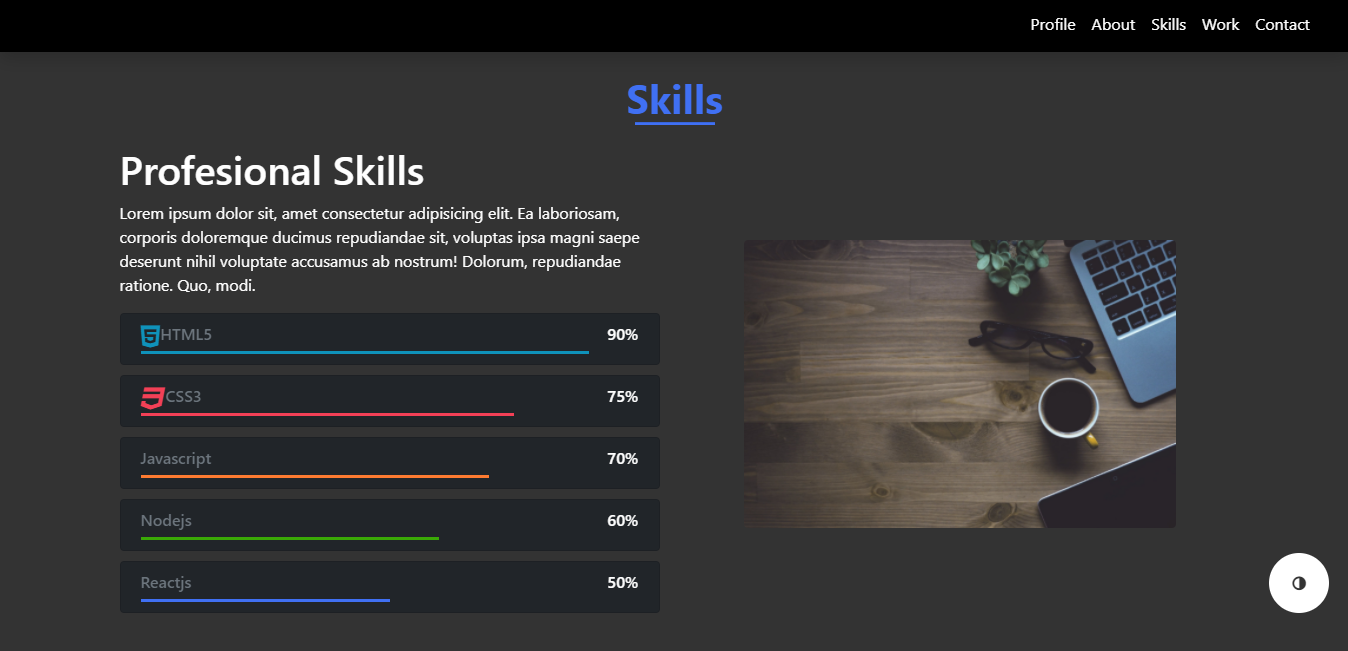 Profile About Skills Work Contact
Skills
Profesional Skills
Lorem ipsum dolor sit, amet consectetur adipisicing elit. Ea laboriosam,
corporis doloremque ducimus repudiandae sit, voluptas ipsa magni saepe
deserunt nihil voluptate accusamus ab nostrum! Dolorum, repudiandae
ratione. Quo, modi.
HTML5 90%
CSS3 75%
Javascript 70%
Nodejs 60%
Reactjs 50%